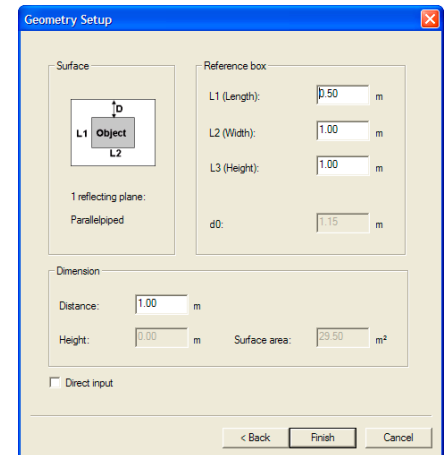 Geometry Setup
Surface
D
L1 Object
L2
1 reflecting plane:
Parallelpiped
Reference box
L1 (Length): 0.50 m
L2 (Width): 1.00 m
L3 (Height): 1.00 m
d0: 1.15 m
Dimension
Distance: 1.00 m
Height: 0.00 m Surface area: 29.50 m²
Direct input
< Back Finish Cancel